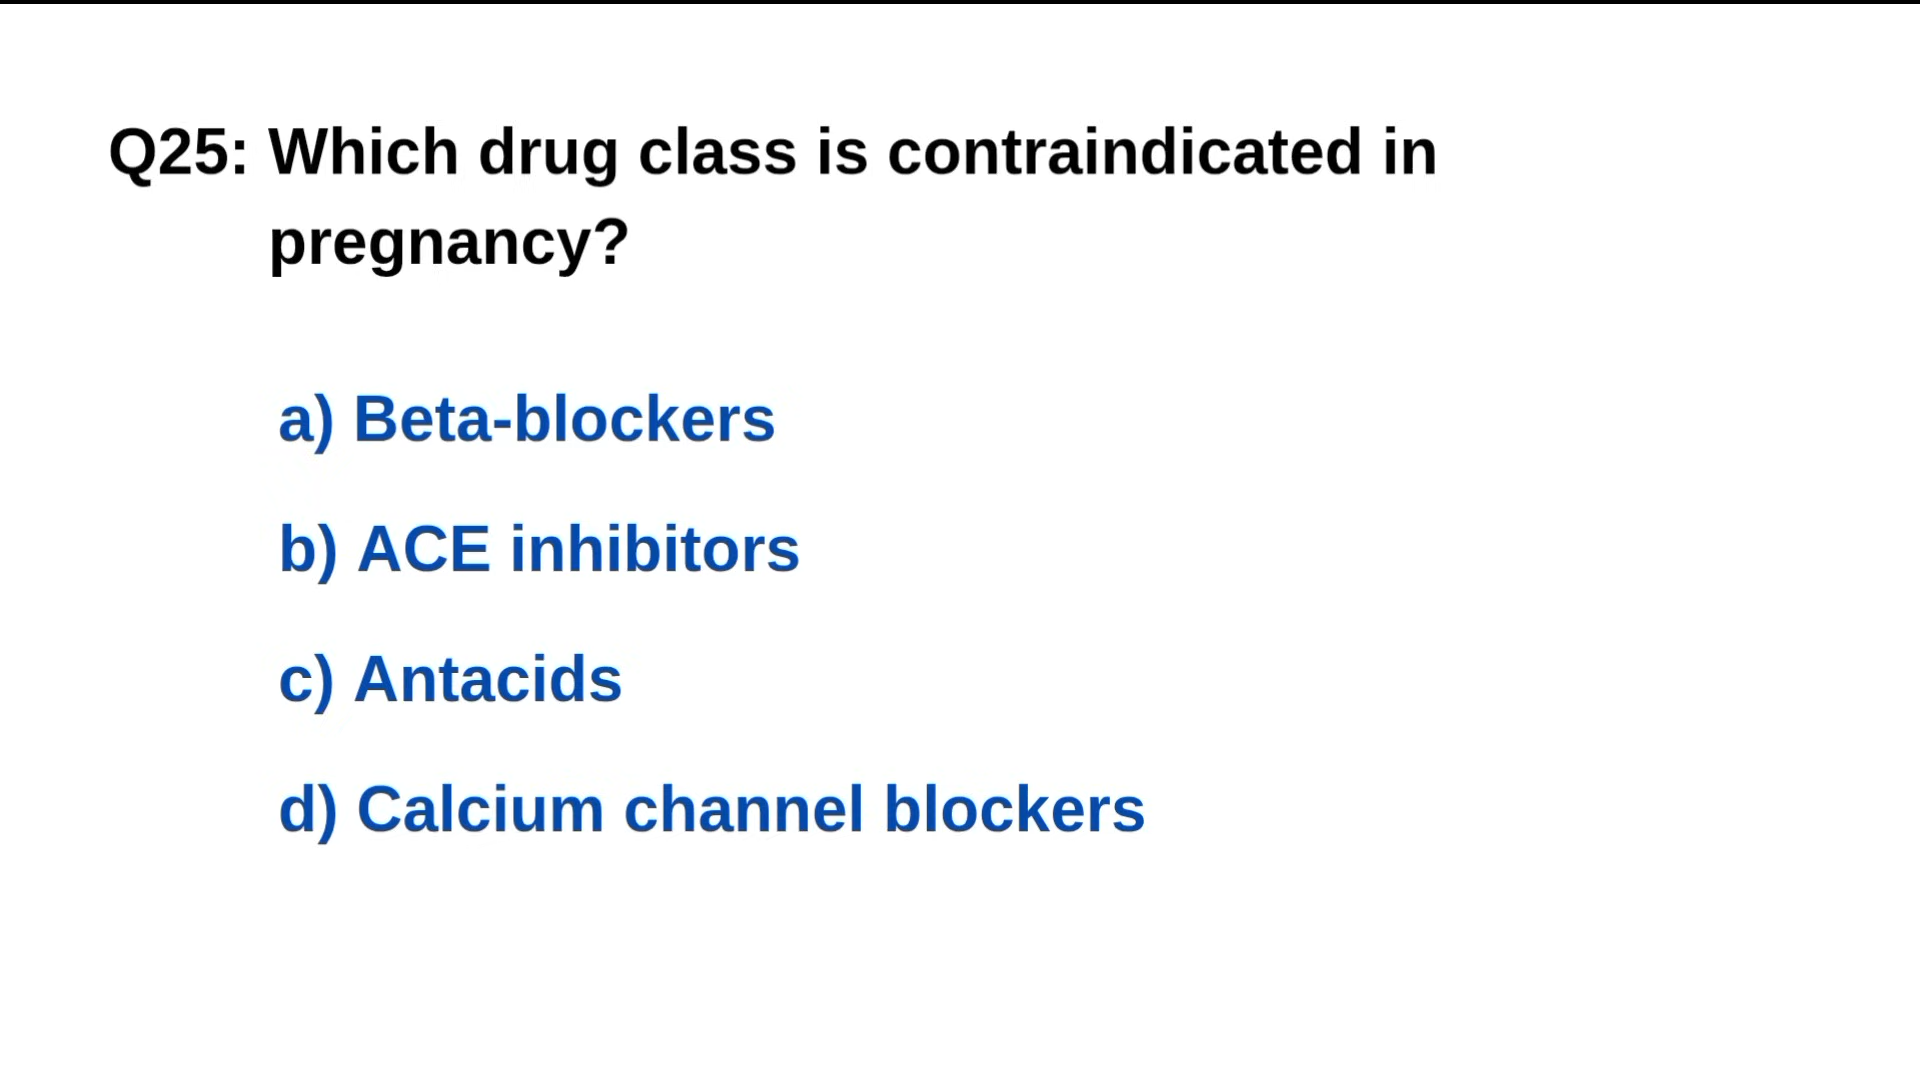 Q25: Which drug class is contraindicated in
pregnancy?
a) Beta-blockers
b) ACE inhibitors
c) Antacids
d) Calcium channel blockers